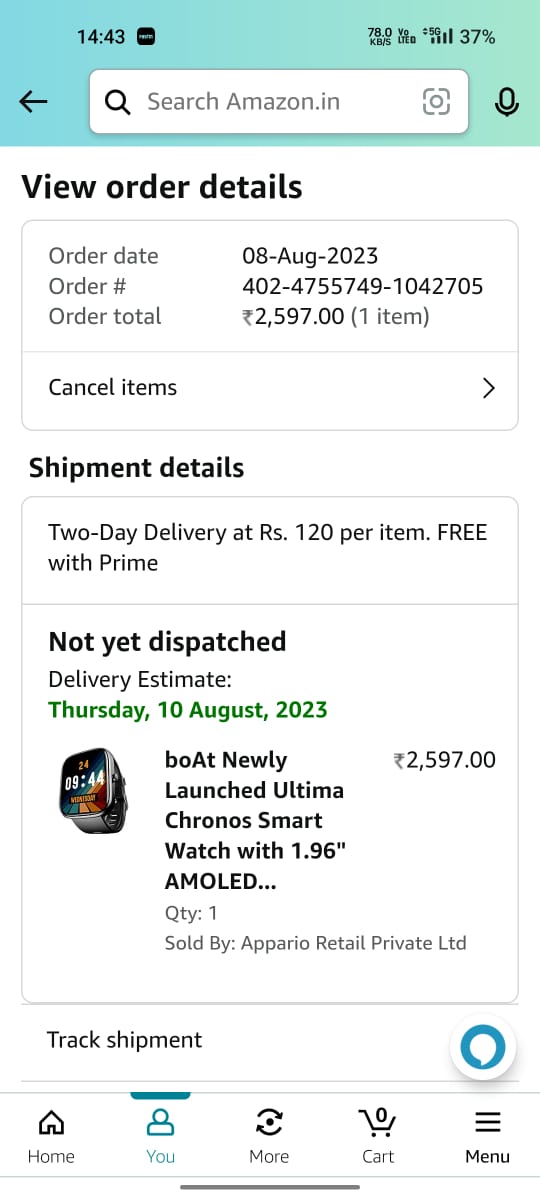 14:43 paytm 78.0 KB/S Vo LTE 5G 37%
Search Amazon.in
View order details
Order date 08-Aug-2023
Order # 402-4755749-1042705
Order total ₹2,597.00 (1 item)
Cancel items
Shipment details
Two-Day Delivery at Rs. 120 per item. FREE
with Prime
Not yet dispatched
Delivery Estimate:
Thursday, 10 August, 2023
24
09:44
WEDNESDAY
boAt Newly ₹2,597.00
Launched Ultima
Chronos Smart
Watch with 1.96"
AMOLED...
Qty: 1
Sold By: Appario Retail Private Ltd
Track shipment
0
Home You More Cart Menu